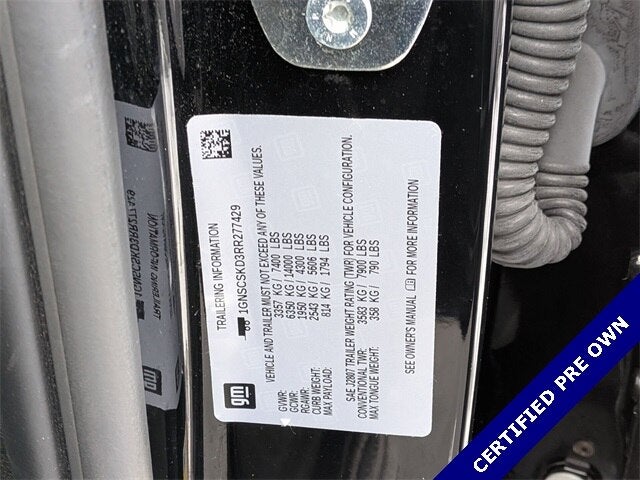 gm
TRAILERING INFORMATION
1GNSCSKD3RR277429
VEHICLE AND TRAILER MUST NOT EXCEED ANY OF THESE VALUES.
GVWR: 3357 KG / 7400 LBS
GCWR: 6350 KG / 14000 LBS
RGAWR: 1950 KG / 4300 LBS
CURB WEIGHT: 2543 KG / 5606 LBS
MAX PAYLOAD: 814 KG / 1794 LBS
SAE J2807 TRAILER WEIGHT RATING (TWR) FOR VEHICLE CONFIGURATION.
CONVENTIONAL TWR: 3583 KG / 7900 LBS
MAX TONGUE WEIGHT: 358 KG / 790 LBS
SEE OWNER'S MANUAL FOR MORE INFORMATION
CERTIFIED PRE OWN